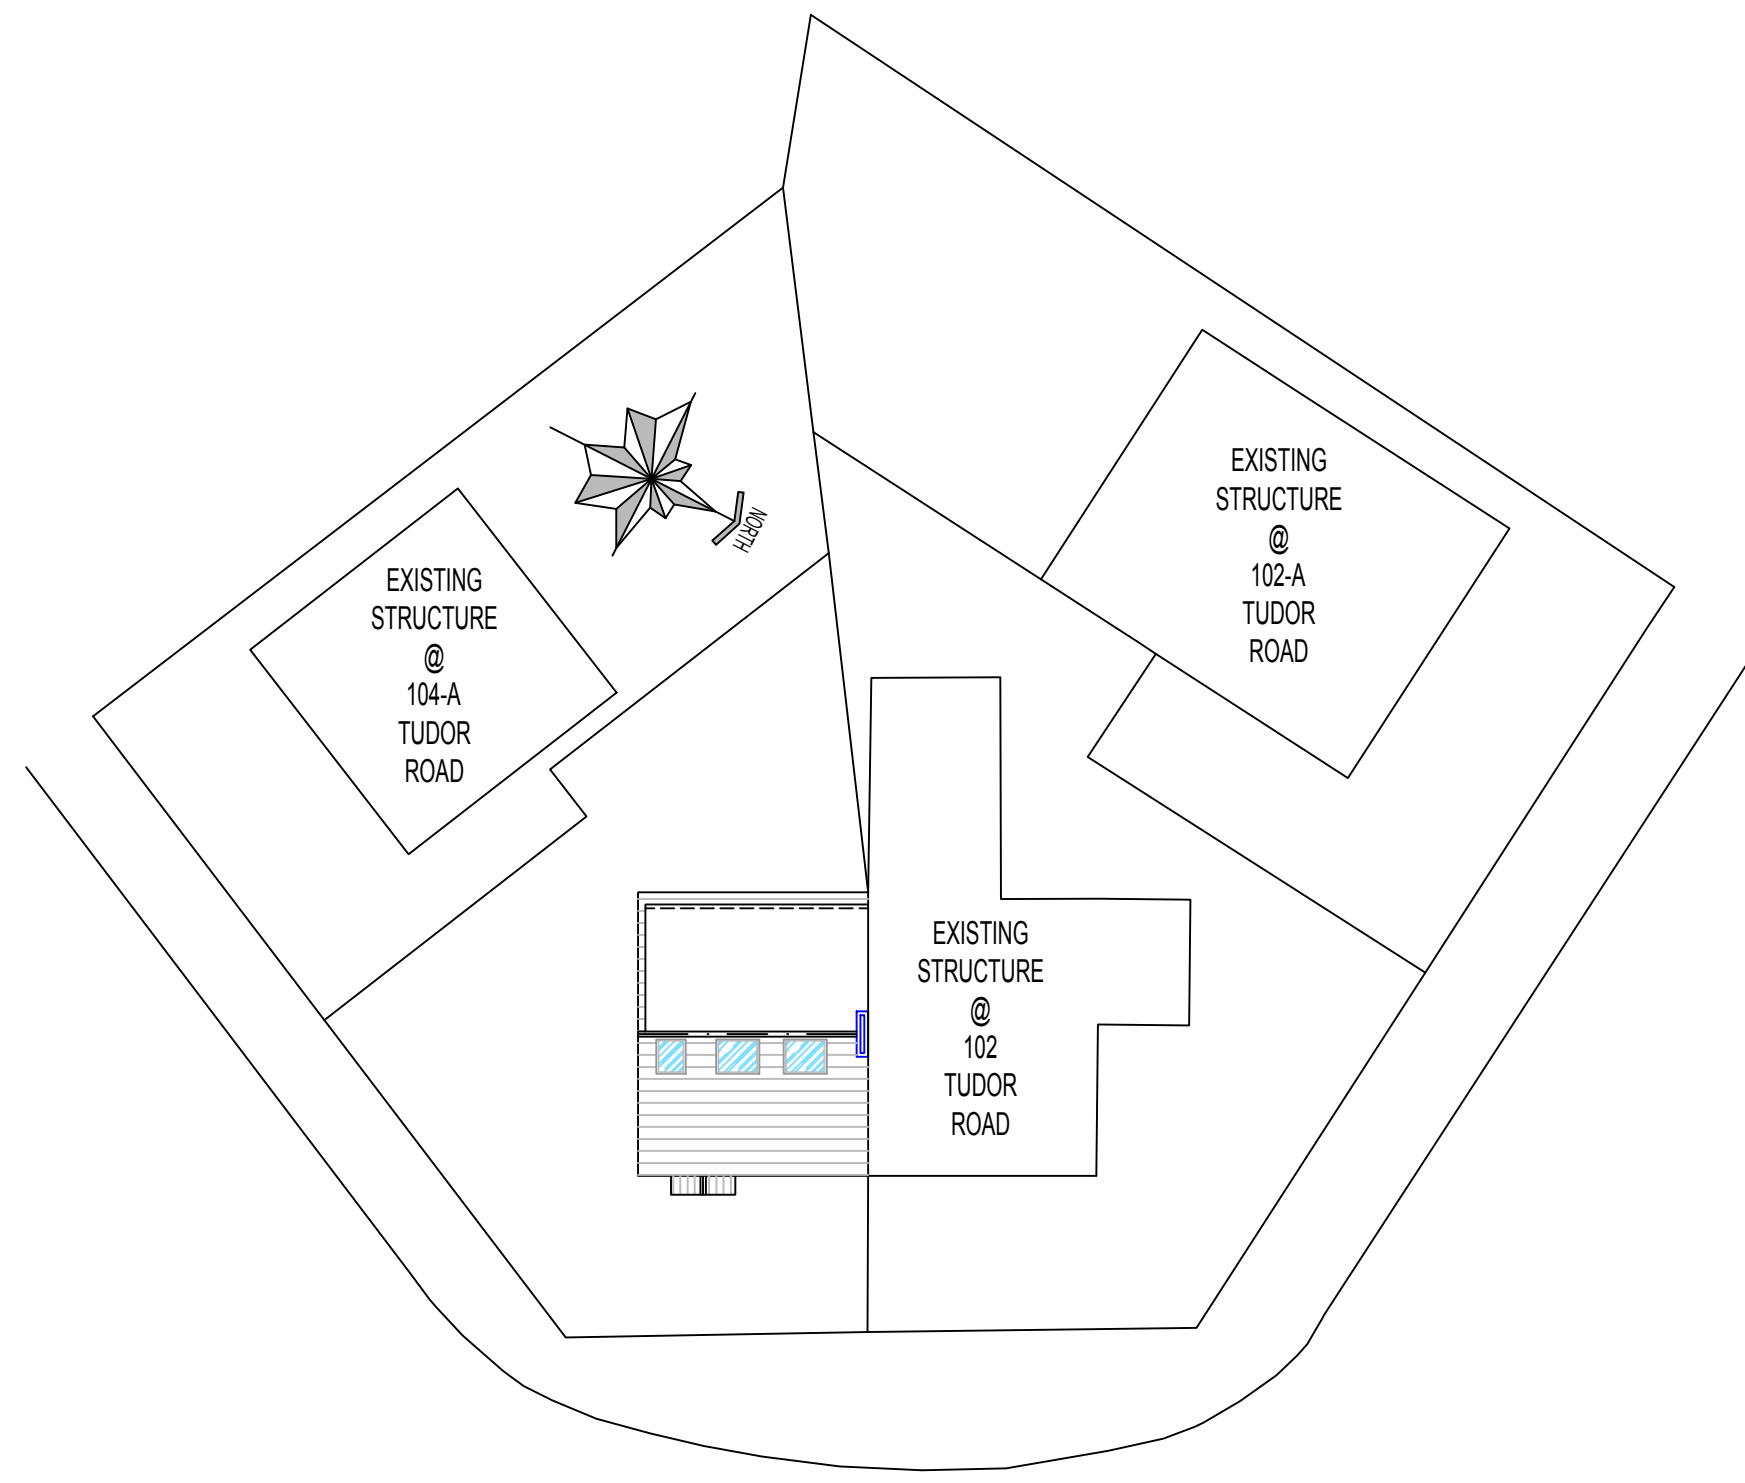 EXISTING
STRUCTURE
@
102-A
TUDOR
ROAD
NORTH
EXISTING
STRUCTURE
@
104-A
TUDOR
ROAD
EXISTING
STRUCTURE
@
102
TUDOR
ROAD